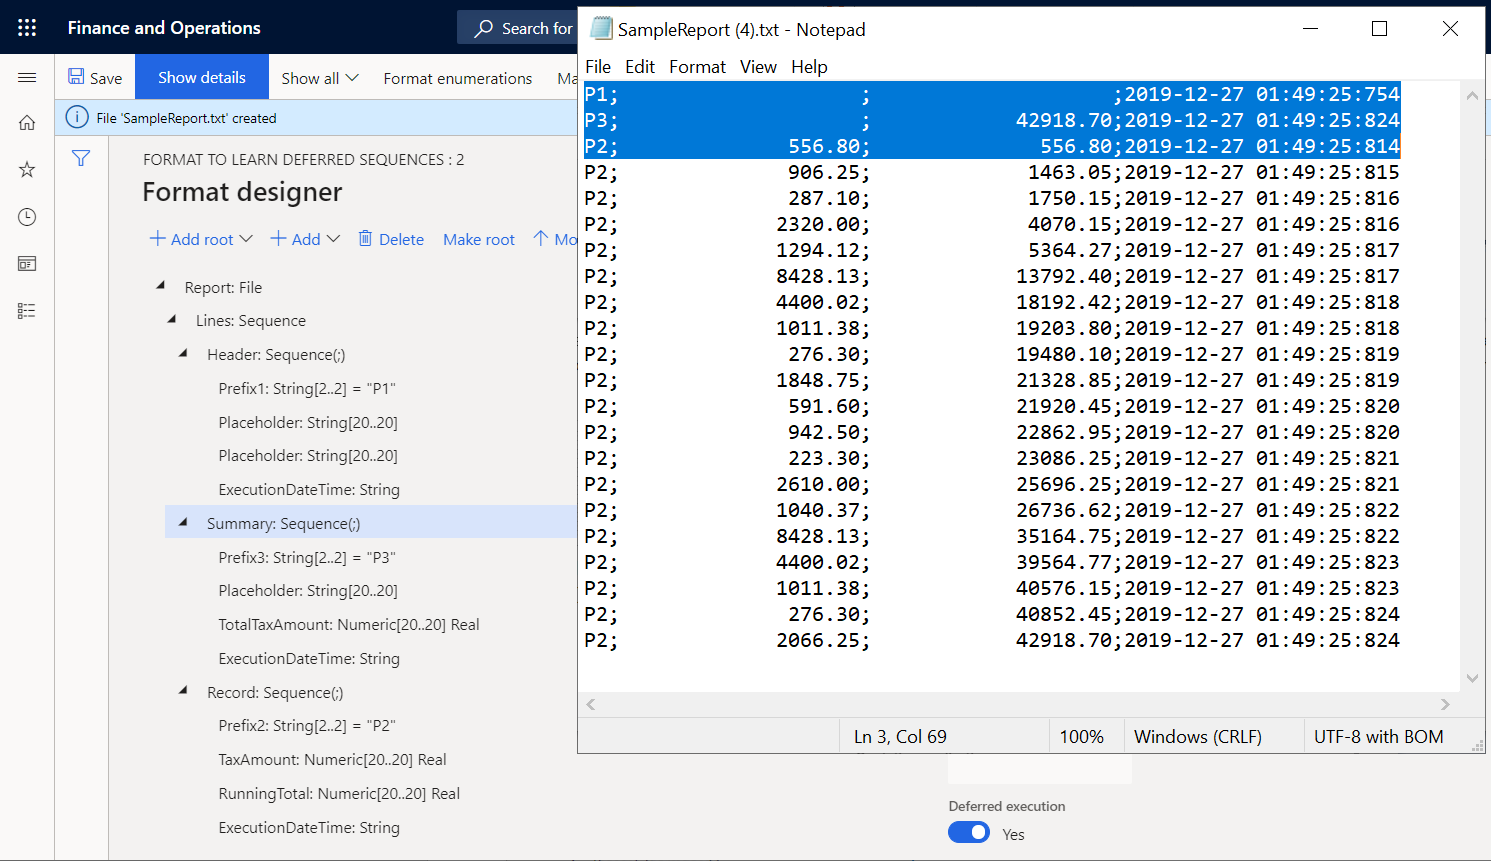 Finance and Operations
Search for
Save
Show details
Show all
Format enumerations
Ma
File 'SampleReport.txt' created
FORMAT TO LEARN DEFERRED SEQUENCES : 2
Format designer
Add root
Add
Delete
Make root
Mo
Report: File
Lines: Sequence
Header: Sequence(;)
Prefix1: String[2..2] = "P1"
Placeholder: String[20..20]
Placeholder: String[20..20]
ExecutionDateTime: String
Summary: Sequence(;)
Prefix3: String[2..2] = "P3"
Placeholder: String[20..20]
TotalTaxAmount: Numeric[20..20] Real
ExecutionDateTime: String
Record: Sequence(;)
Prefix2: String[2..2] = "P2"
TaxAmount: Numeric[20..20] Real
RunningTotal: Numeric[20..20] Real
ExecutionDateTime: String
SampleReport (4).txt - Notepad
File Edit Format View Help
P1; ; ;2019-12-27 01:49:25:754
P3; ; 42918.70;2019-12-27 01:49:25:824
P2; 556.80; 556.80;2019-12-27 01:49:25:814
P2; 906.25; 1463.05;2019-12-27 01:49:25:815
P2; 287.10; 1750.15;2019-12-27 01:49:25:816
P2; 2320.00; 4070.15;2019-12-27 01:49:25:816
P2; 1294.12; 5364.27;2019-12-27 01:49:25:817
P2; 8428.13; 13792.40;2019-12-27 01:49:25:817
P2; 4400.02; 18192.42;2019-12-27 01:49:25:818
P2; 1011.38; 19203.80;2019-12-27 01:49:25:818
P2; 276.30; 19480.10;2019-12-27 01:49:25:819
P2; 1848.75; 21328.85;2019-12-27 01:49:25:819
P2; 591.60; 21920.45;2019-12-27 01:49:25:820
P2; 942.50; 22862.95;2019-12-27 01:49:25:820
P2; 223.30; 23086.25;2019-12-27 01:49:25:821
P2; 2610.00; 25696.25;2019-12-27 01:49:25:821
P2; 1040.37; 26736.62;2019-12-27 01:49:25:822
P2; 8428.13; 35164.75;2019-12-27 01:49:25:822
P2; 4400.02; 39564.77;2019-12-27 01:49:25:823
P2; 1011.38; 40576.15;2019-12-27 01:49:25:823
P2; 276.30; 40852.45;2019-12-27 01:49:25:824
P2; 2066.25; 42918.70;2019-12-27 01:49:25:824
Ln 3, Col 69
100%
Windows (CRLF)
UTF-8 with BOM
Deferred execution
Yes